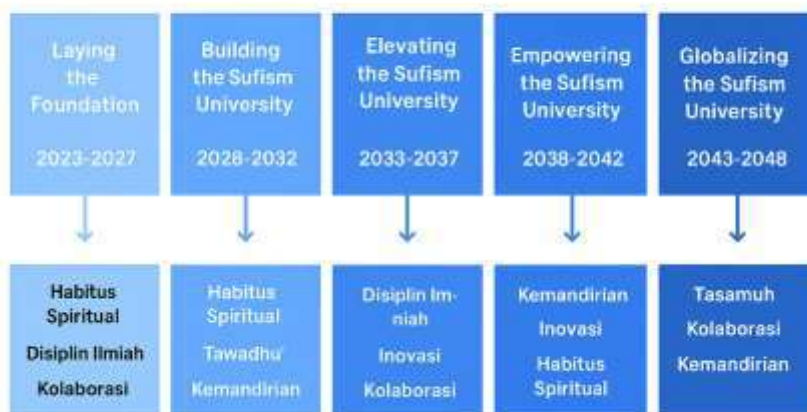 Laying
the
Foundation
2023-2027
Building
the Sufism
University
2028-2032
Elevating
the Sufism
University
2033-2037
Empowering
the Sufism
University
2038-2042
Globalizing
the Sufism
University
2043-2048
Habitus
Spiritual
Disiplin Ilmiah
Kolaborasi
Habitus
Spiritual
Tawadhu'
Kemandirian
Disiplin Im-
niah
Inovasi
Kolaborasi
Kemandirian
Inovasi
Habitus
Spiritual
Tasamuh
Kolaborasi
Kemandirian